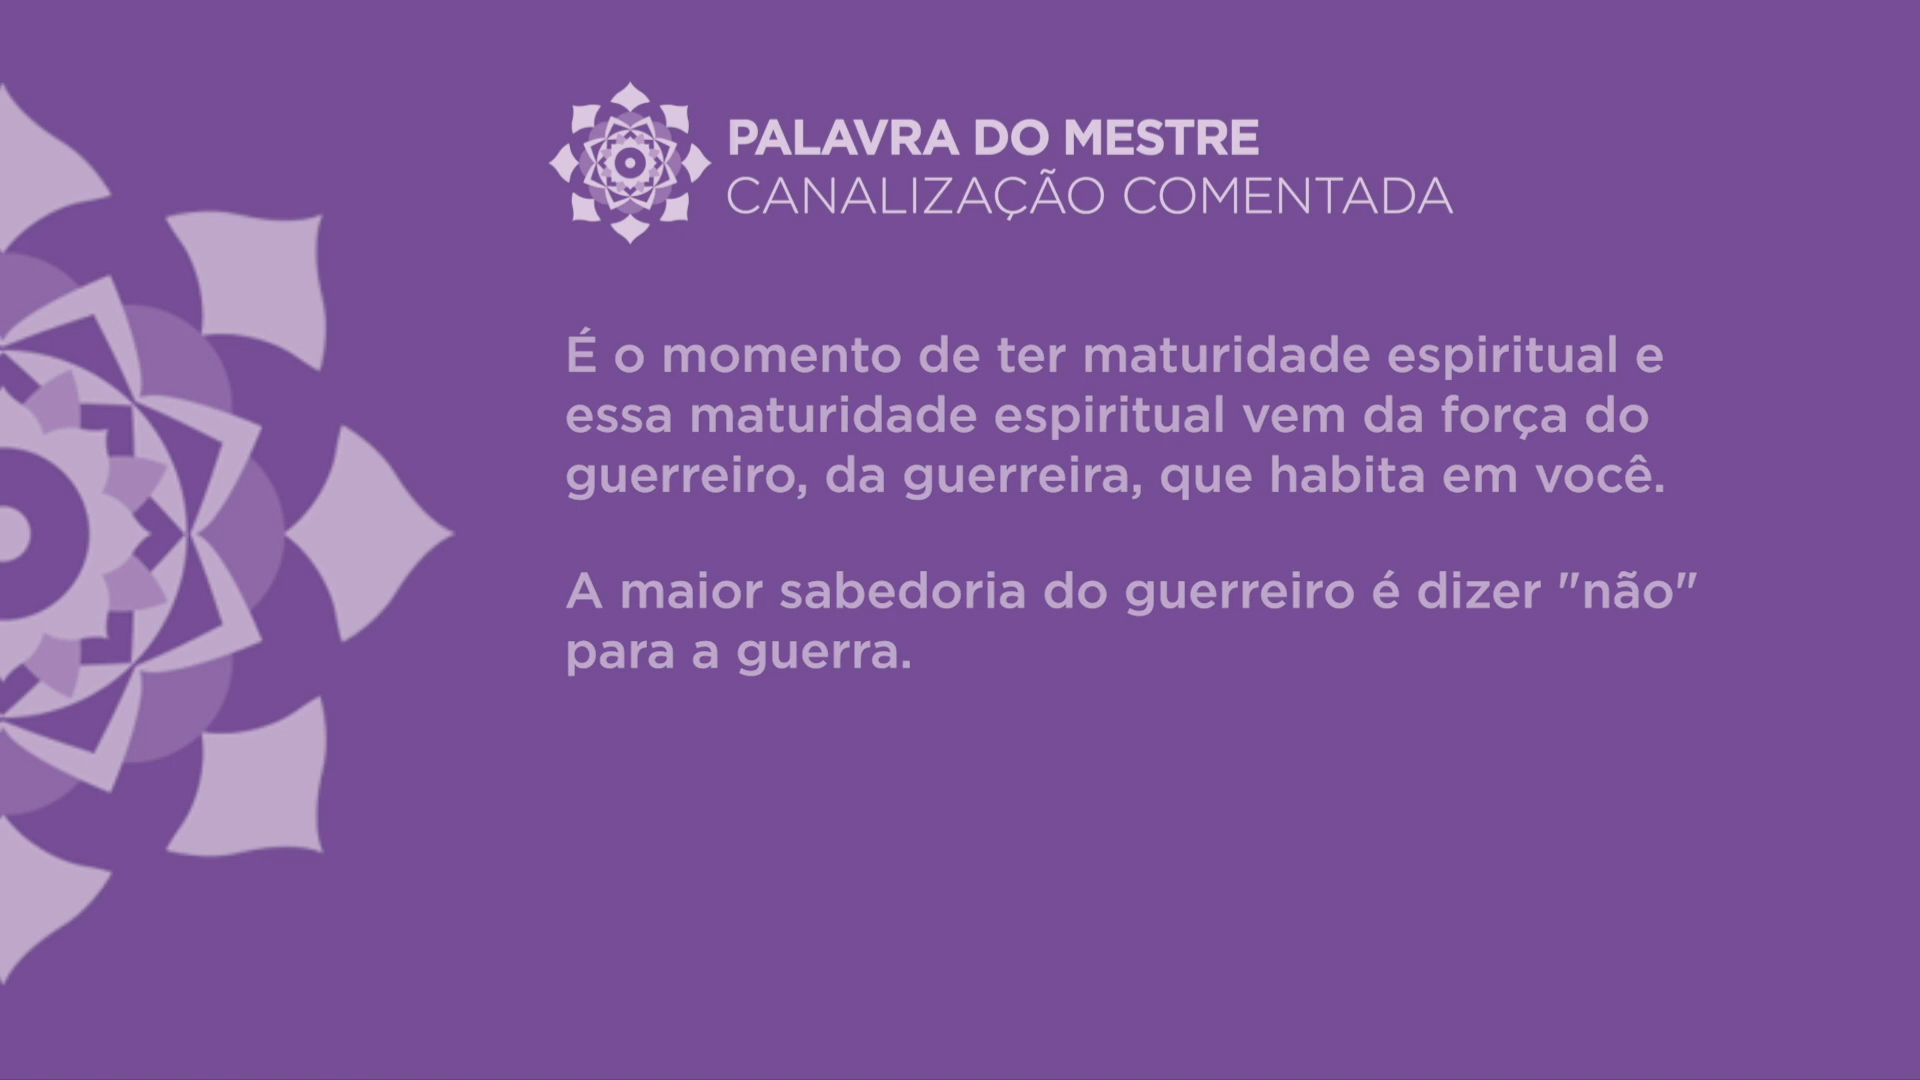 PALAVRA DO MESTRE
CANALIZAÇÃO COMENTADA
É o momento de ter maturidade espiritual e
essa maturidade espiritual vem da força do
guerreiro, da guerreira, que habita em você.
A maior sabedoria do guerreiro é dizer "não"
para a guerra.